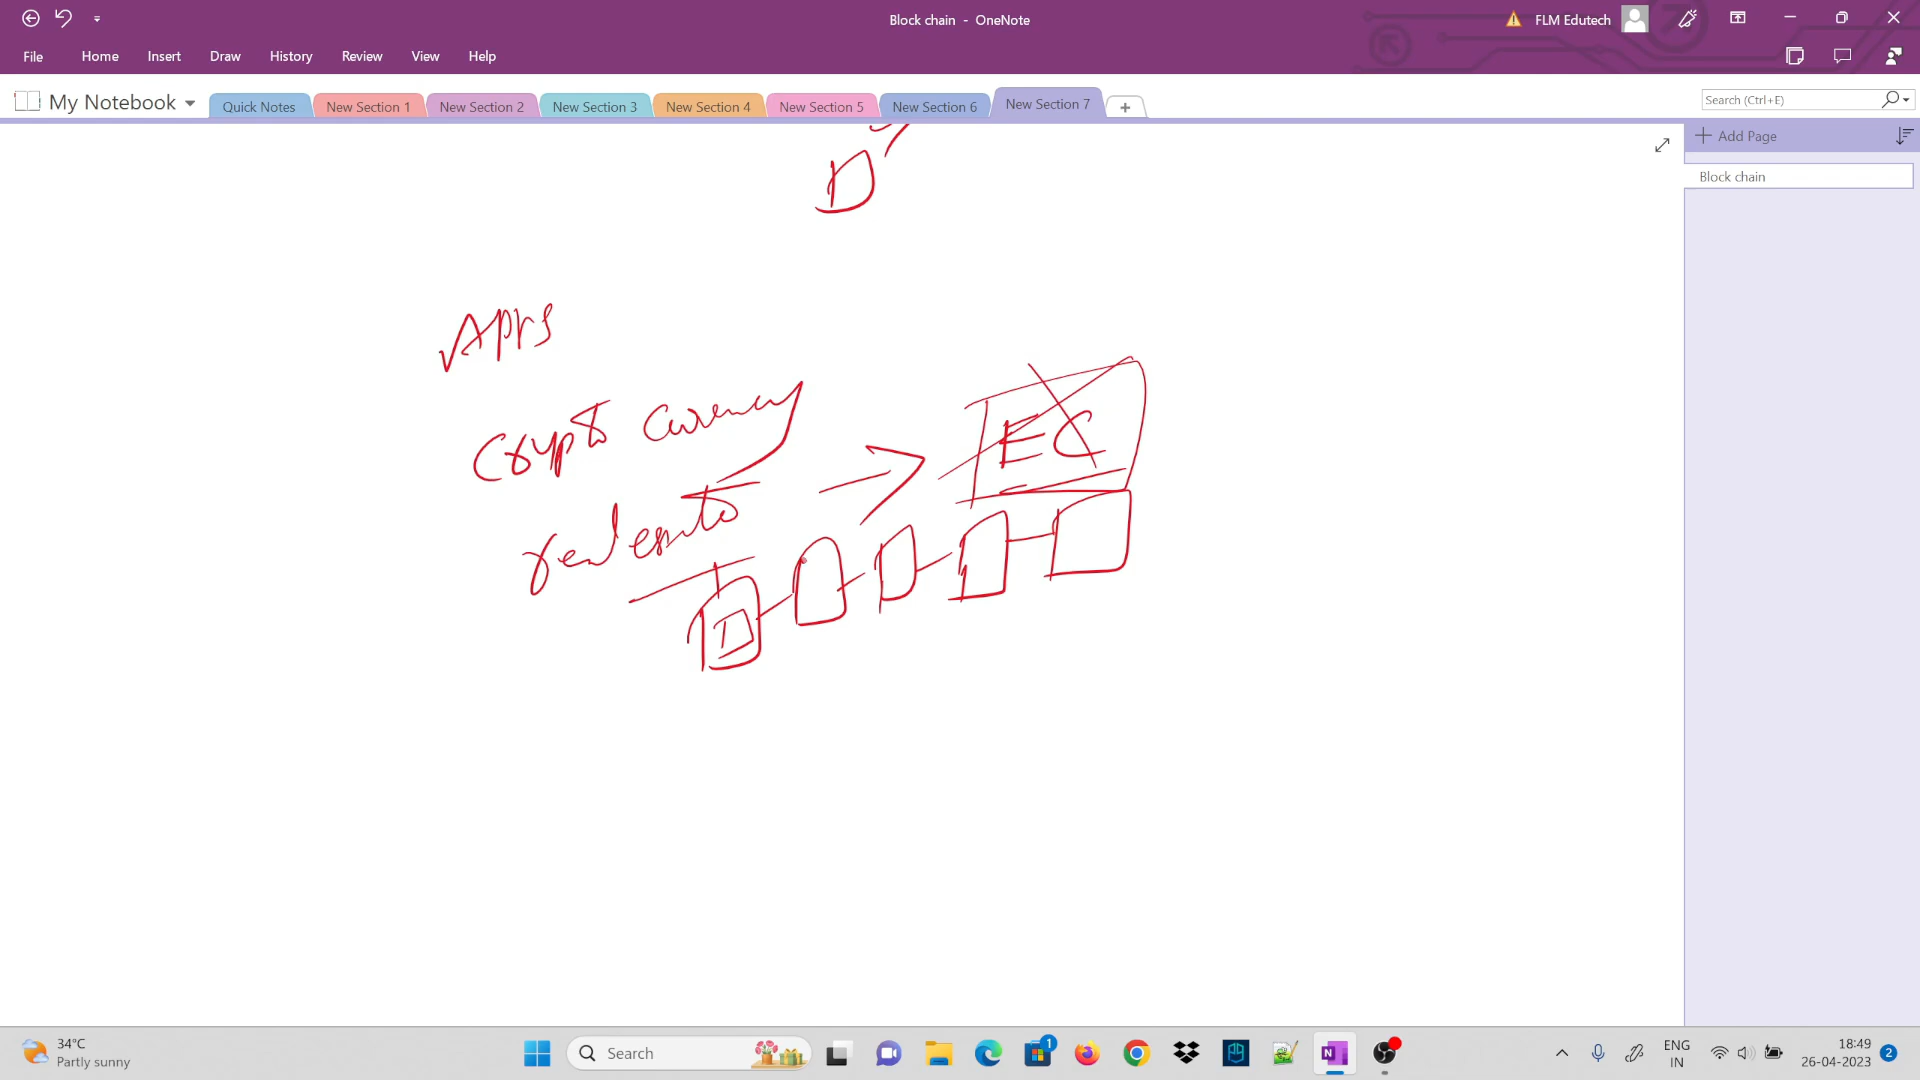 Block chain - OneNote
FLM Edutech
File Home Insert Draw History Review View Help
My Notebook
Quick Notes
New Section 1
New Section 2
New Section 3
New Section 4
New Section 5
New Section 6
New Section 7
Search (Ctrl+E)
Add Page
Block chain
D
Apps
Crypto Currency
EC
D
34°C
Partly sunny
Search
1
ENG
IN
18:49
26-04-2023
2